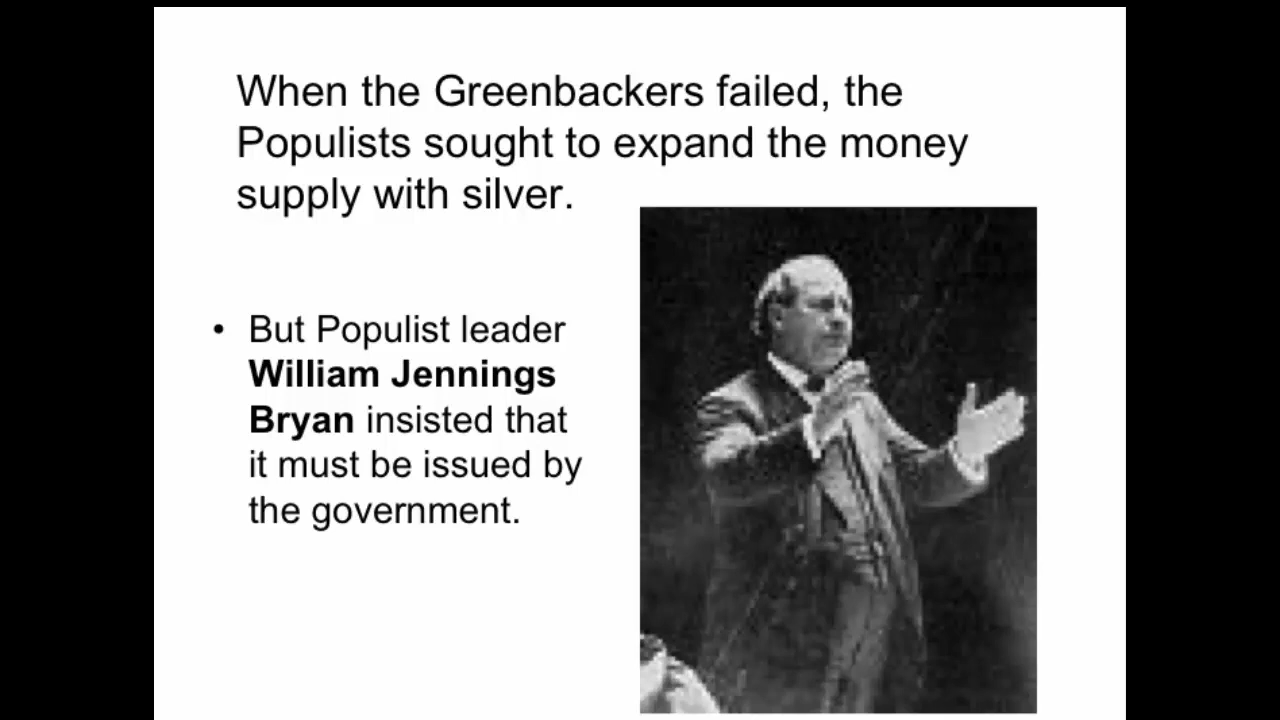 When the Greenbackers failed, the
Populists sought to expand the money
supply with silver.
• But Populist leader
William Jennings
Bryan insisted that
it must be issued by
the government.